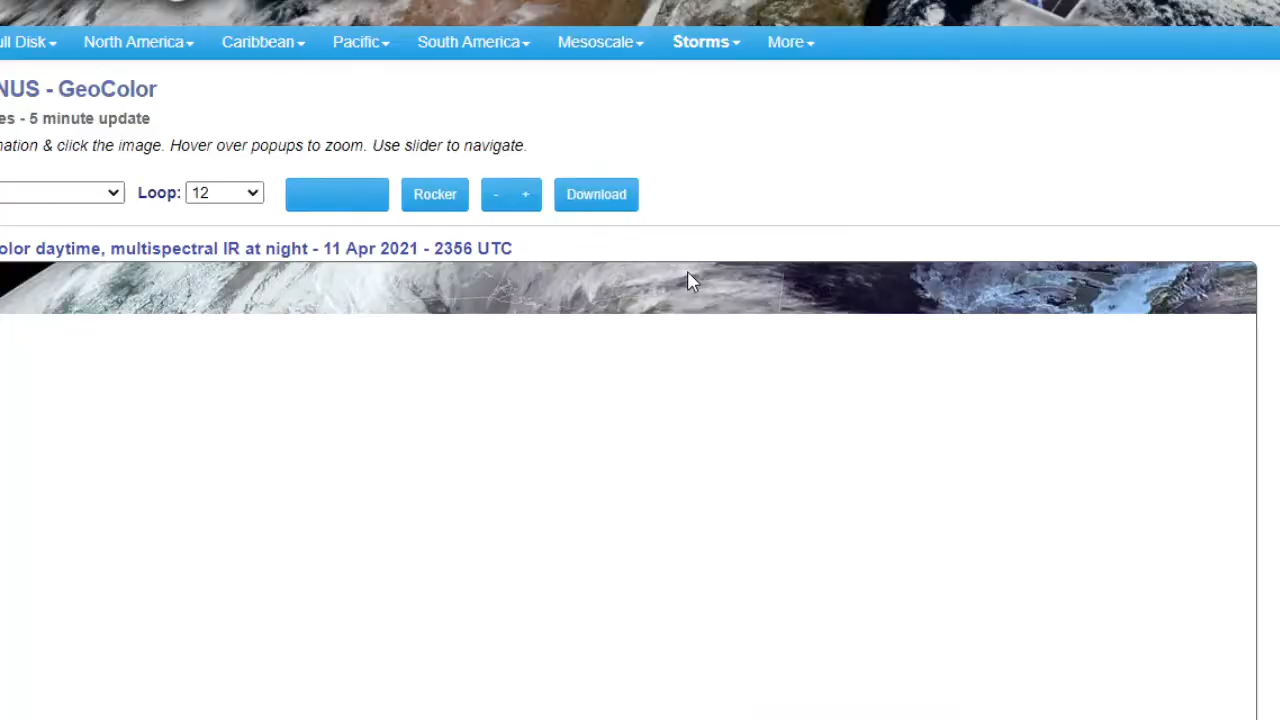 ull Disk North America Caribbean Pacific South America Mesoscale Storms More
NUS - GeoColor
es - 5 minute update
nation & click the image. Hover over popups to zoom. Use slider to navigate.
Loop: 12 Rocker - + Download
olor daytime, multispectral IR at night - 11 Apr 2021 - 2356 UTC